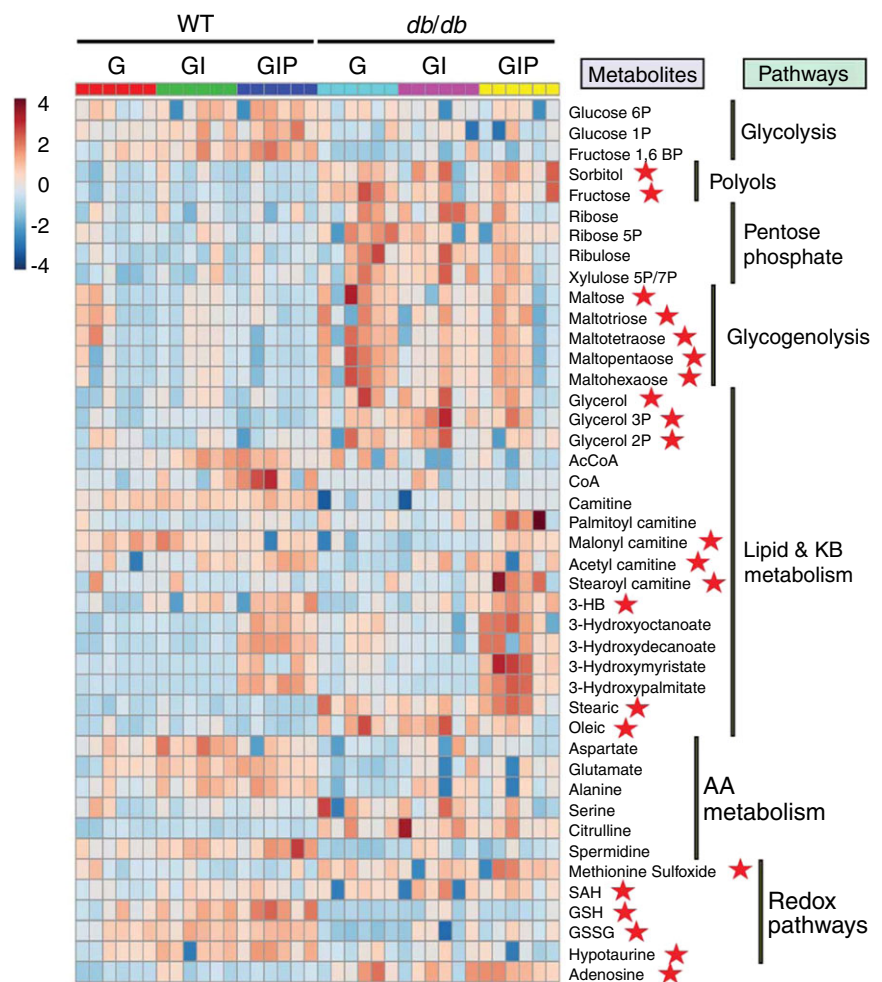 WT db/db
G GI GIP G GI GIP
Metabolites Pathways
4
2
0
-2
-4
Glucose 6P
Glucose 1P
Fructose 1,6 BP
Glycolysis
Sorbitol
Fructose
Polyols
Ribose
Ribose 5P
Ribulose
Xylulose 5P/7P
Pentose
phosphate
Maltose
Maltotriose
Maltotetraose
Maltopentaose
Maltohexaose
Glycogenolysis
Glycerol
Glycerol 3P
Glycerol 2P
AcCoA
CoA
Camitine
Palmitoyl camitine
Malonyl camitine
Acetyl camitine
Stearoyl camitine
3-HB
3-Hydroxyoctanoate
3-Hydroxydecanoate
3-Hydroxymyristate
3-Hydroxypalmitate
Stearic
Oleic
Lipid & KB
metabolism
Aspartate
Glutamate
Alanine
Serine
Citrulline
Spermidine
AA
metabolism
Methionine Sulfoxide
SAH
GSH
GSSG
Hypotaurine
Adenosine
Redox
pathways